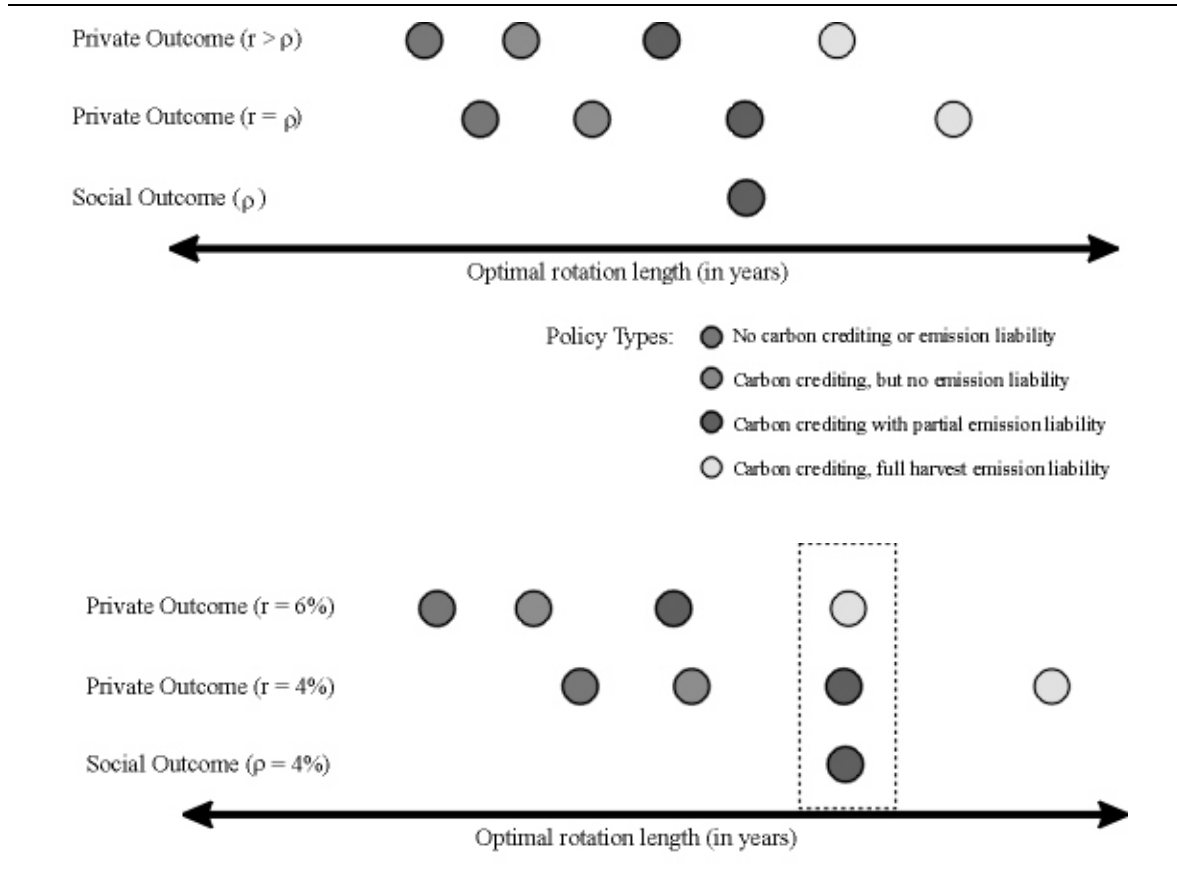 Private Outcome (r > ρ)
Private Outcome (r = ρ)
Social Outcome (ρ)
Optimal rotation length (in years)
Policy Types:
No carbon crediting or emission liability
Carbon crediting, but no emission liability
Carbon crediting with partial emission liability
Carbon crediting, full harvest emission liability
Private Outcome (r = 6%)
Private Outcome (r = 4%)
Social Outcome (ρ = 4%)
Optimal rotation length (in years)